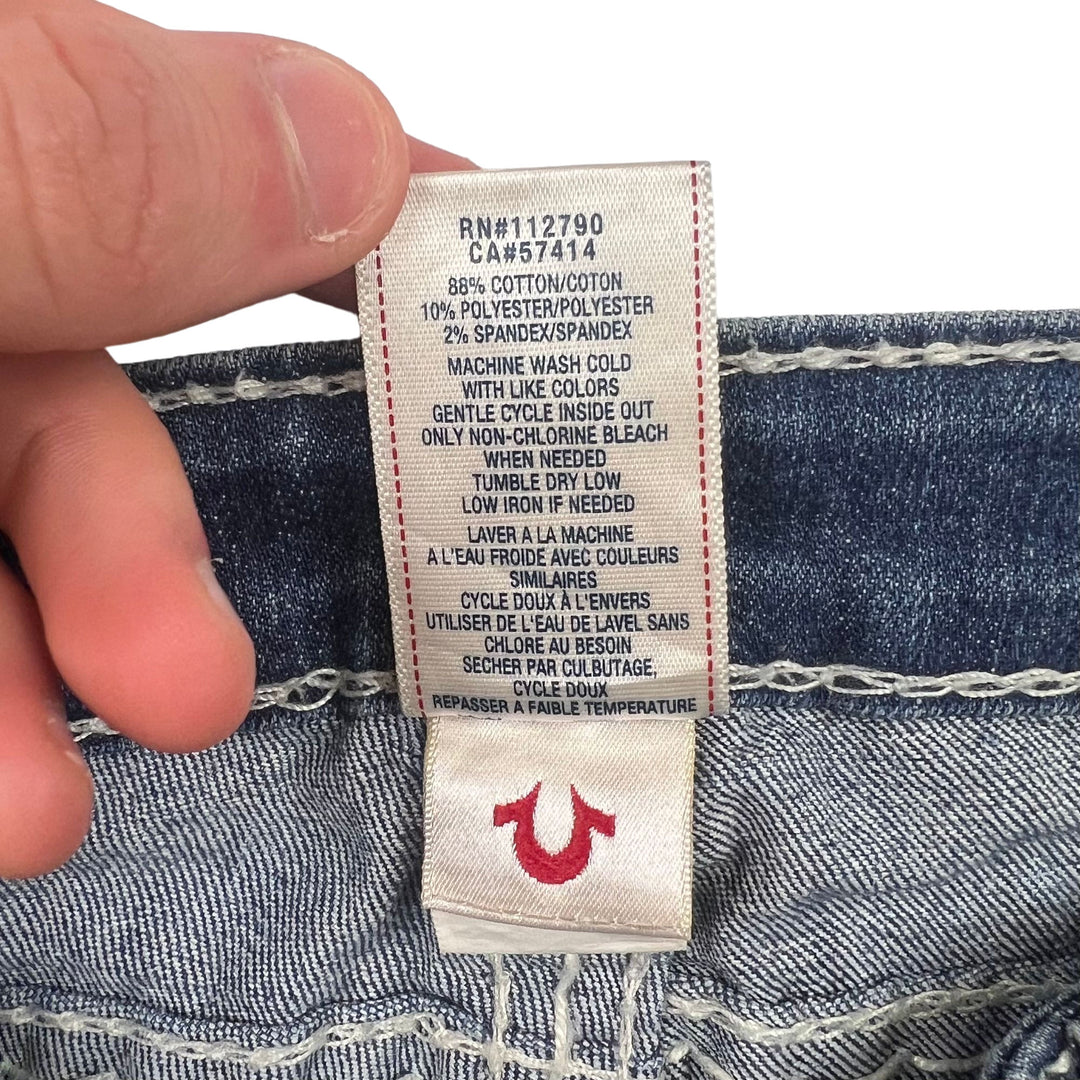 RN#112790
CA#57414
88% COTTON/COTON
10% POLYESTER/POLYESTER
2% SPANDEX/SPANDEX
MACHINE WASH COLD
WITH LIKE COLORS
GENTLE CYCLE INSIDE OUT
ONLY NON-CHLORINE BLEACH
WHEN NEEDED
TUMBLE DRY LOW
LOW IRON IF NEEDED
LAVER A LA MACHINE
A L'EAU FROIDE AVEC COULEURS
SIMILAIRES
CYCLE DOUX À L'ENVERS
UTILISER DE L'EAU DE LAVEL SANS
CHLORE AU BESOIN
SECHER PAR CULBUTAGE,
CYCLE DOUX
REPASSER A FAIBLE TEMPERATURE